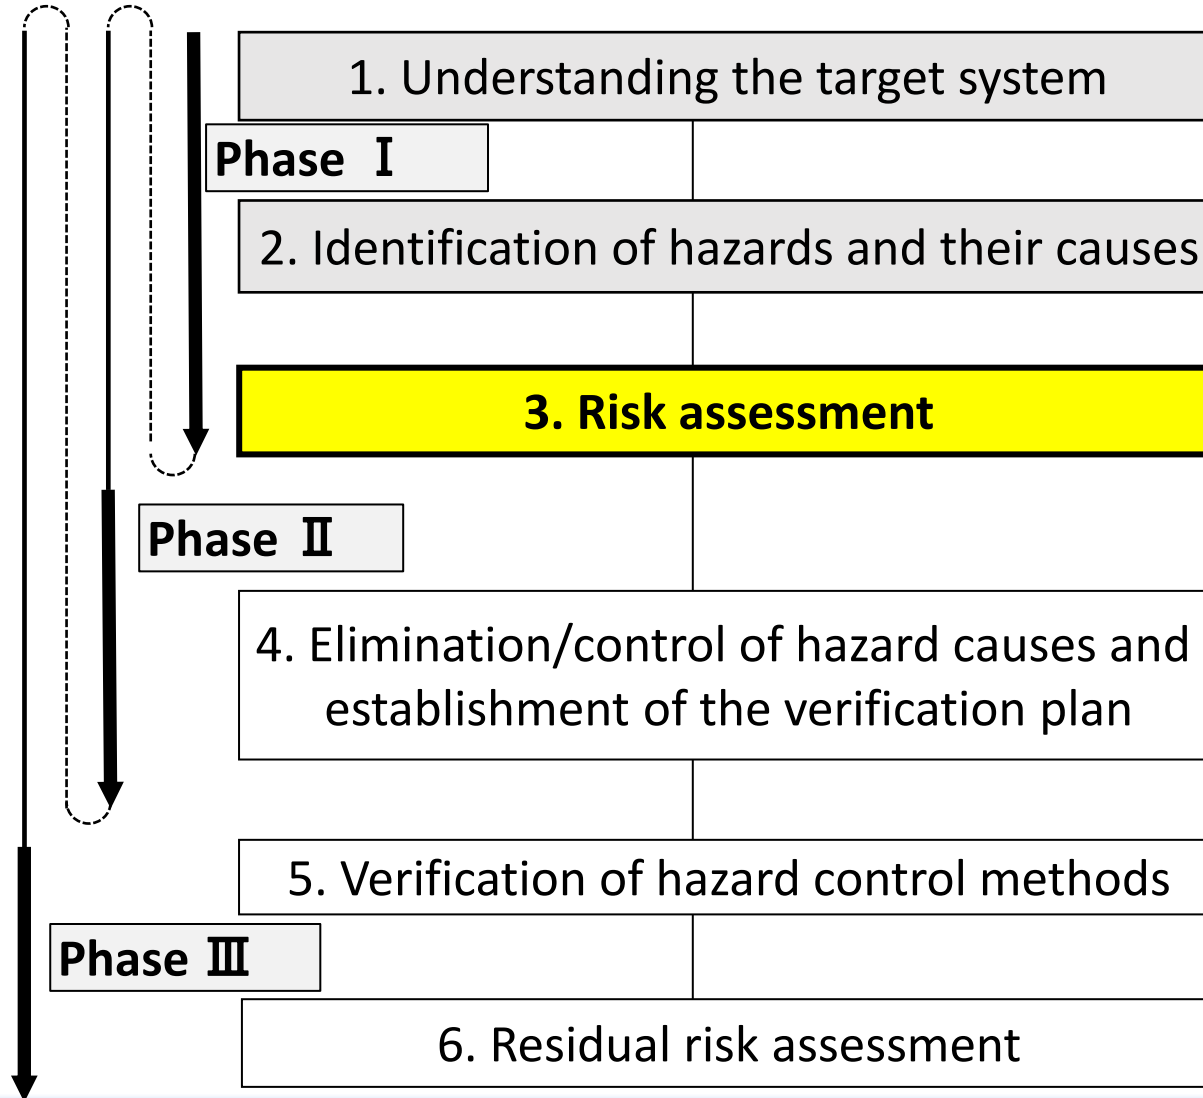 1. Understanding the target system
Phase Ⅰ
2. Identification of hazards and their causes
3. Risk assessment
Phase Ⅱ
4. Elimination/control of hazard causes and
establishment of the verification plan
5. Verification of hazard control methods
Phase Ⅲ
6. Residual risk assessment